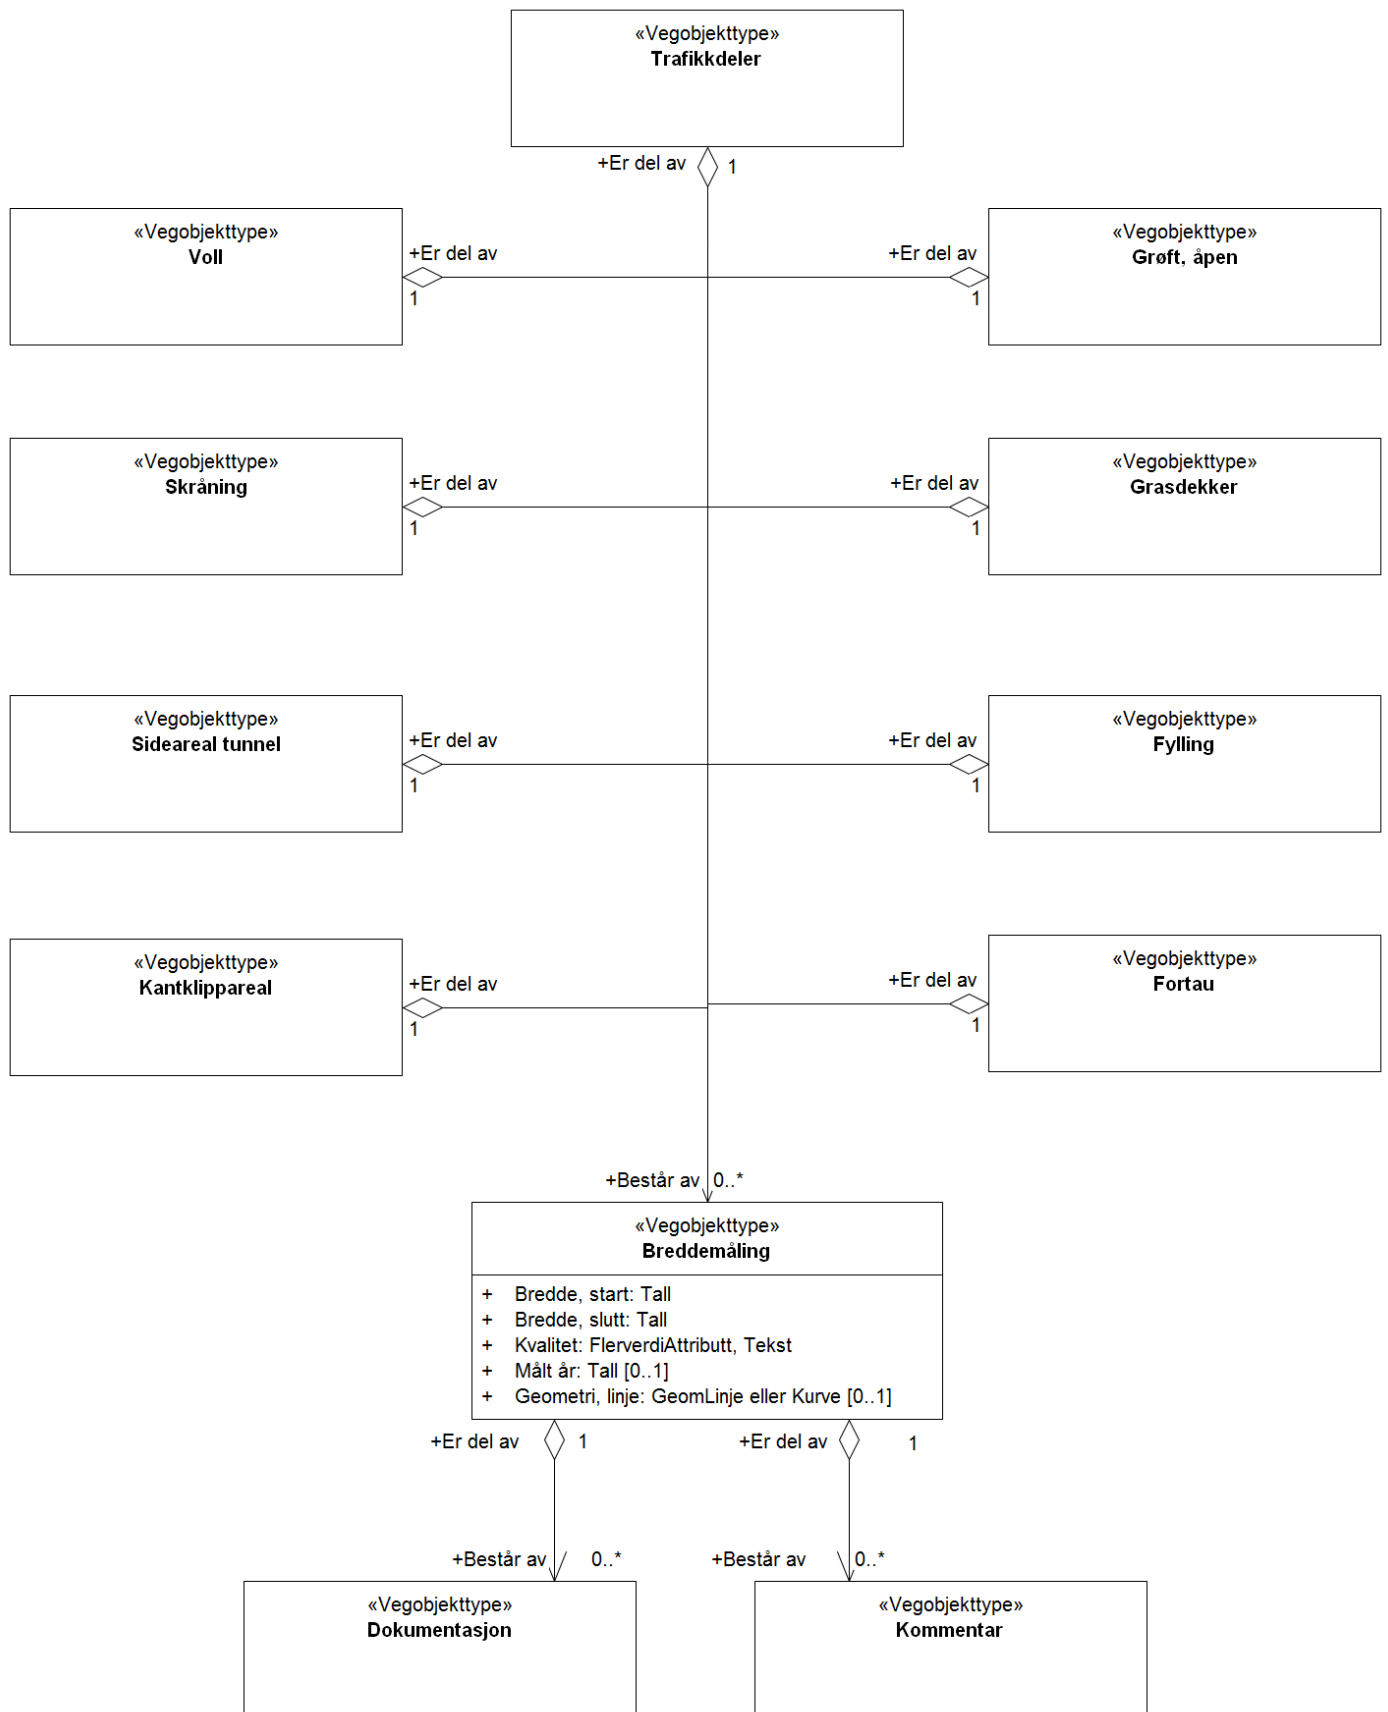 «Vegobjekttype»
Trafikkdeler
+Er del av
1
«Vegobjekttype»
Voll
+Er del av
1
+Er del av
1
«Vegobjekttype»
Grøft, åpen
«Vegobjekttype»
Skråning
+Er del av
1
+Er del av
1
«Vegobjekttype»
Grasdekker
«Vegobjekttype»
Sideareal tunnel
+Er del av
1
+Er del av
1
«Vegobjekttype»
Fylling
«Vegobjekttype»
Kantklippareal
+Er del av
1
+Er del av
1
«Vegobjekttype»
Fortau
+Består av
0..*
«Vegobjekttype»
Breddemåling
+ Bredde, start: Tall
+ Bredde, slutt: Tall
+ Kvalitet: FlerverdiAttributt, Tekst
+ Målt år: Tall [0..1]
+ Geometri, linje: GeomLinje eller Kurve [0..1]
+Er del av
1
+Er del av
1
+Består av
0..*
+Består av
0..*
«Vegobjekttype»
Dokumentasjon
«Vegobjekttype»
Kommentar